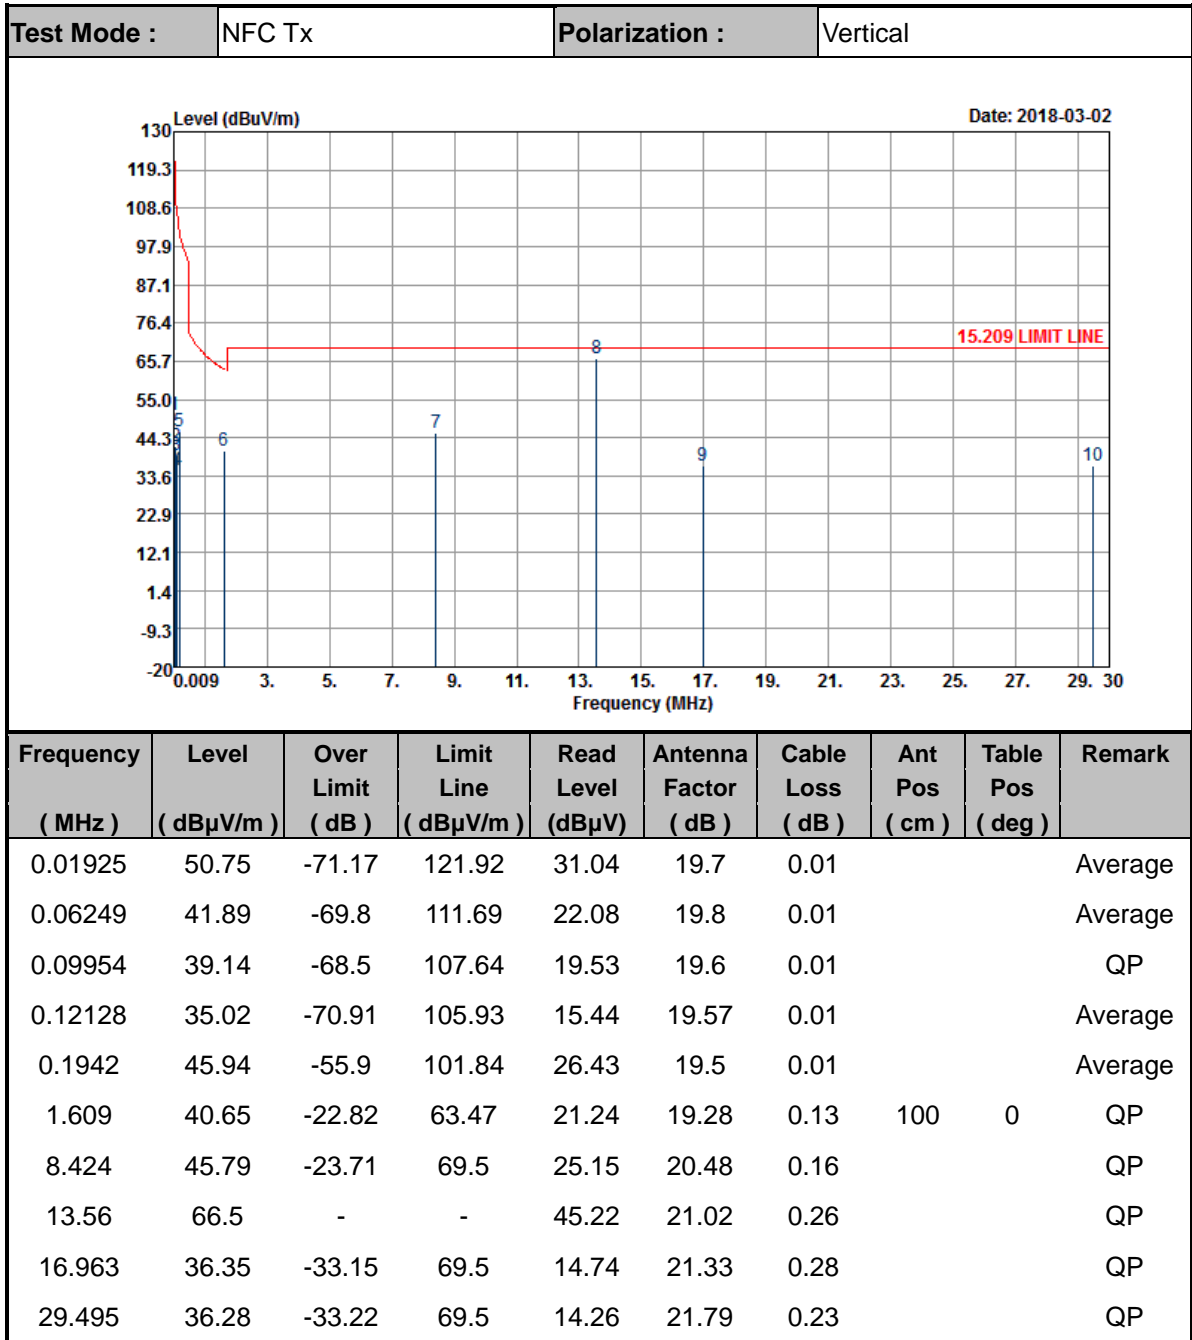 Test Mode : NFC Tx Polarization : Vertical
Level (dBuV/m) Date: 2018-03-02
130
119.3
108.6
97.9
87.1
76.4
15.209 LIMIT LINE
8
65.7
55.0
1
5
7
44.3
6
9
10
33.6
22.9
12.1
1.4
-9.3
-20
0.009 3. 5. 7. 9. 11. 13. 15. 17. 19. 21. 23. 25. 27. 29. 30
Frequency (MHz)
Frequency Level Over Limit Read Antenna Cable Ant Table Remark
Limit Line Level Factor Loss Pos Pos
( MHz ) ( dBµV/m ) ( dB ) ( dBµV/m ) (dBµV) ( dB ) ( dB ) ( cm ) ( deg )
0.01925 50.75 -71.17 121.92 31.04 19.7 0.01 Average
0.06249 41.89 -69.8 111.69 22.08 19.8 0.01 Average
0.09954 39.14 -68.5 107.64 19.53 19.6 0.01 QP
0.12128 35.02 -70.91 105.93 15.44 19.57 0.01 Average
0.1942 45.94 -55.9 101.84 26.43 19.5 0.01 Average
1.609 40.65 -22.82 63.47 21.24 19.28 0.13 100 0 QP
8.424 45.79 -23.71 69.5 25.15 20.48 0.16 QP
13.56 66.5 - - 45.22 21.02 0.26 QP
16.963 36.35 -33.15 69.5 14.74 21.33 0.28 QP
29.495 36.28 -33.22 69.5 14.26 21.79 0.23 QP